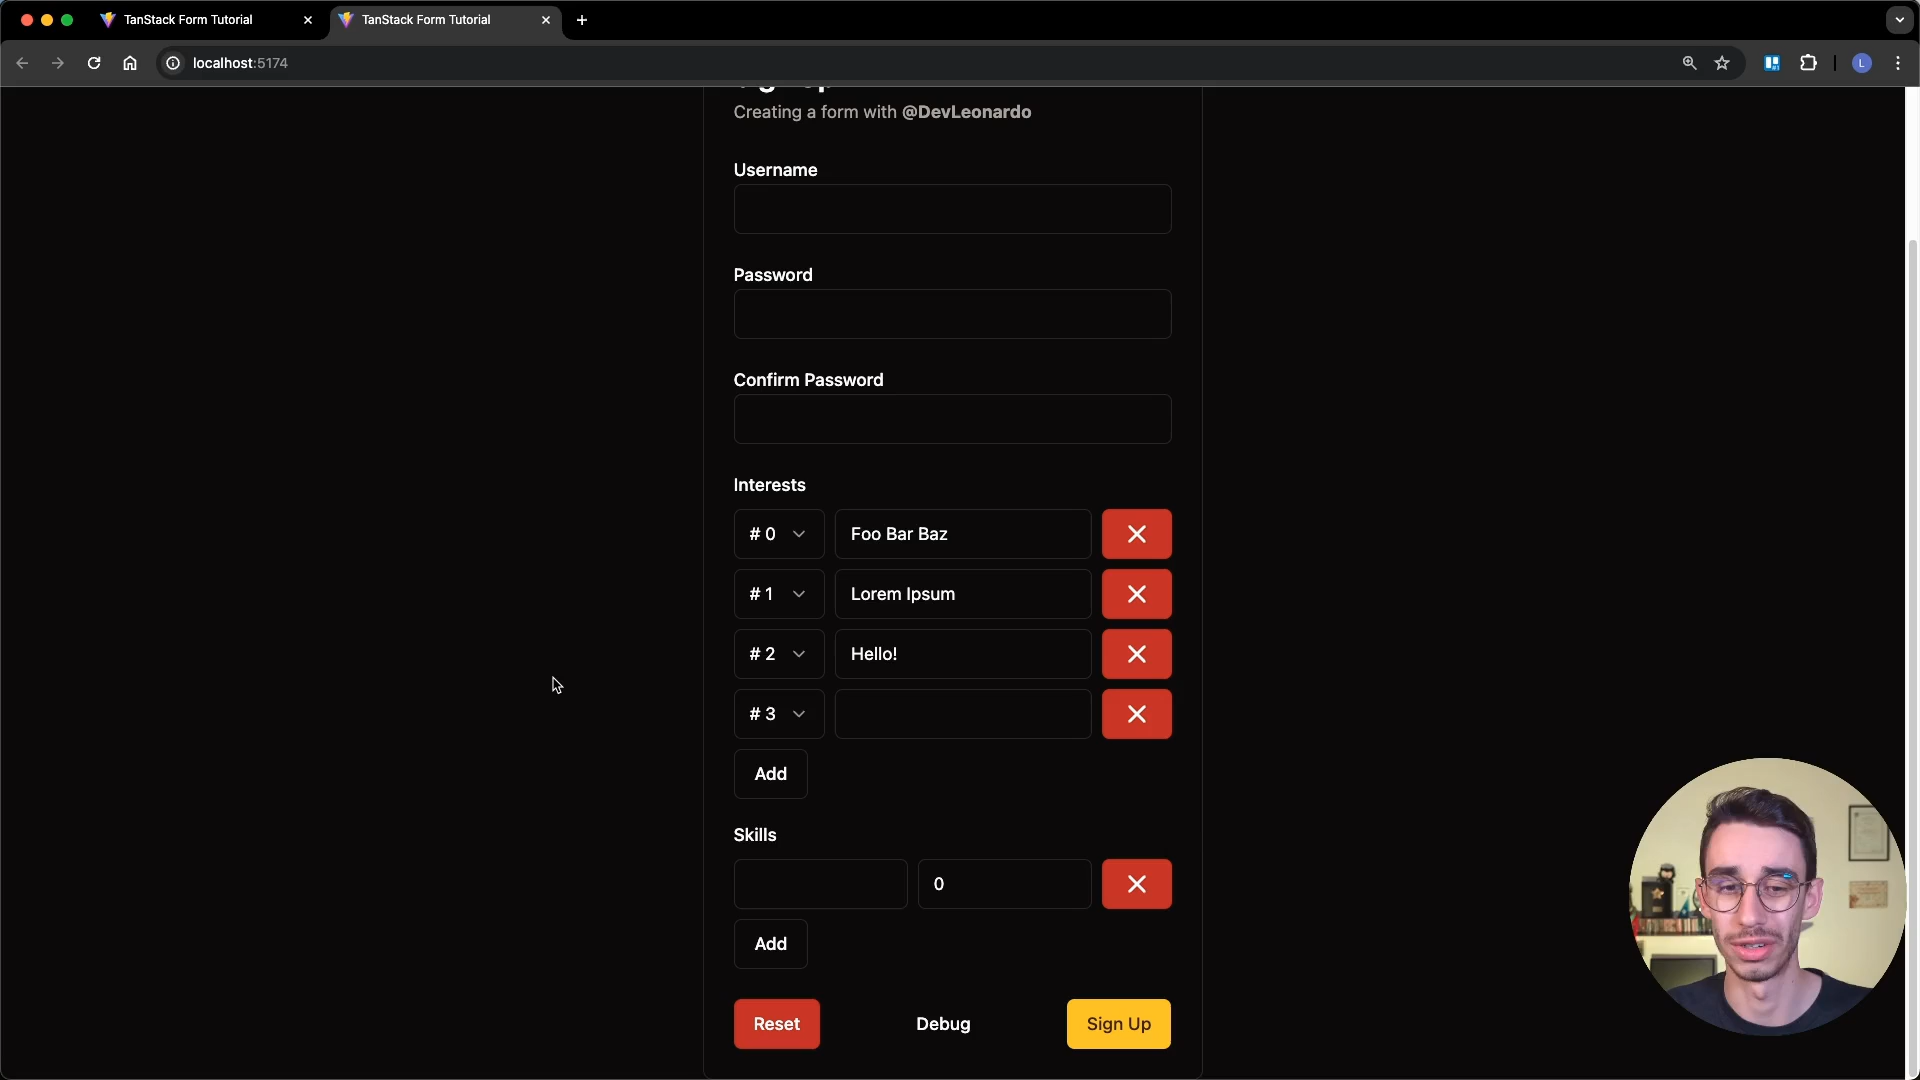 TanStack Form Tutorial
TanStack Form Tutorial
localhost:5174
L
Creating a form with @DevLeonardo
Username
Password
Confirm Password
Interests
# 0
Foo Bar Baz
# 1
Lorem Ipsum
# 2
Hello!
# 3
Add
Skills
0
Add
Reset
Debug
Sign Up